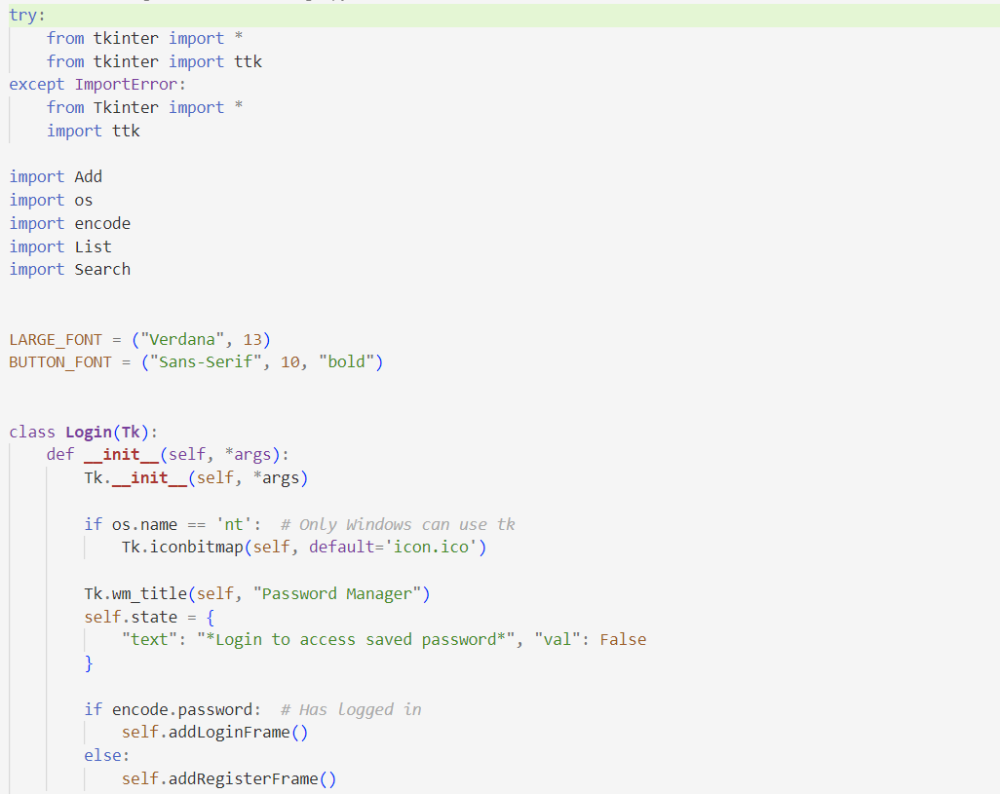 try:
    from tkinter import *
    from tkinter import ttk
except ImportError:
    from Tkinter import *
    import ttk
import Add
import os
import encode
import List
import Search
LARGE_FONT = ("Verdana", 13)
BUTTON_FONT = ("Sans-Serif", 10, "bold")
class Login(Tk):
    def __init__(self, *args):
        Tk.__init__(self, *args)
        if os.name == 'nt':  # Only Windows can use tk
            Tk.iconbitmap(self, default='icon.ico')
        Tk.wm_title(self, "Password Manager")
        self.state = {
            "text": "*Login to access saved password*", "val": False
        }
        if encode.password:  # Has logged in
            self.addLoginFrame()
        else:
            self.addRegisterFrame()